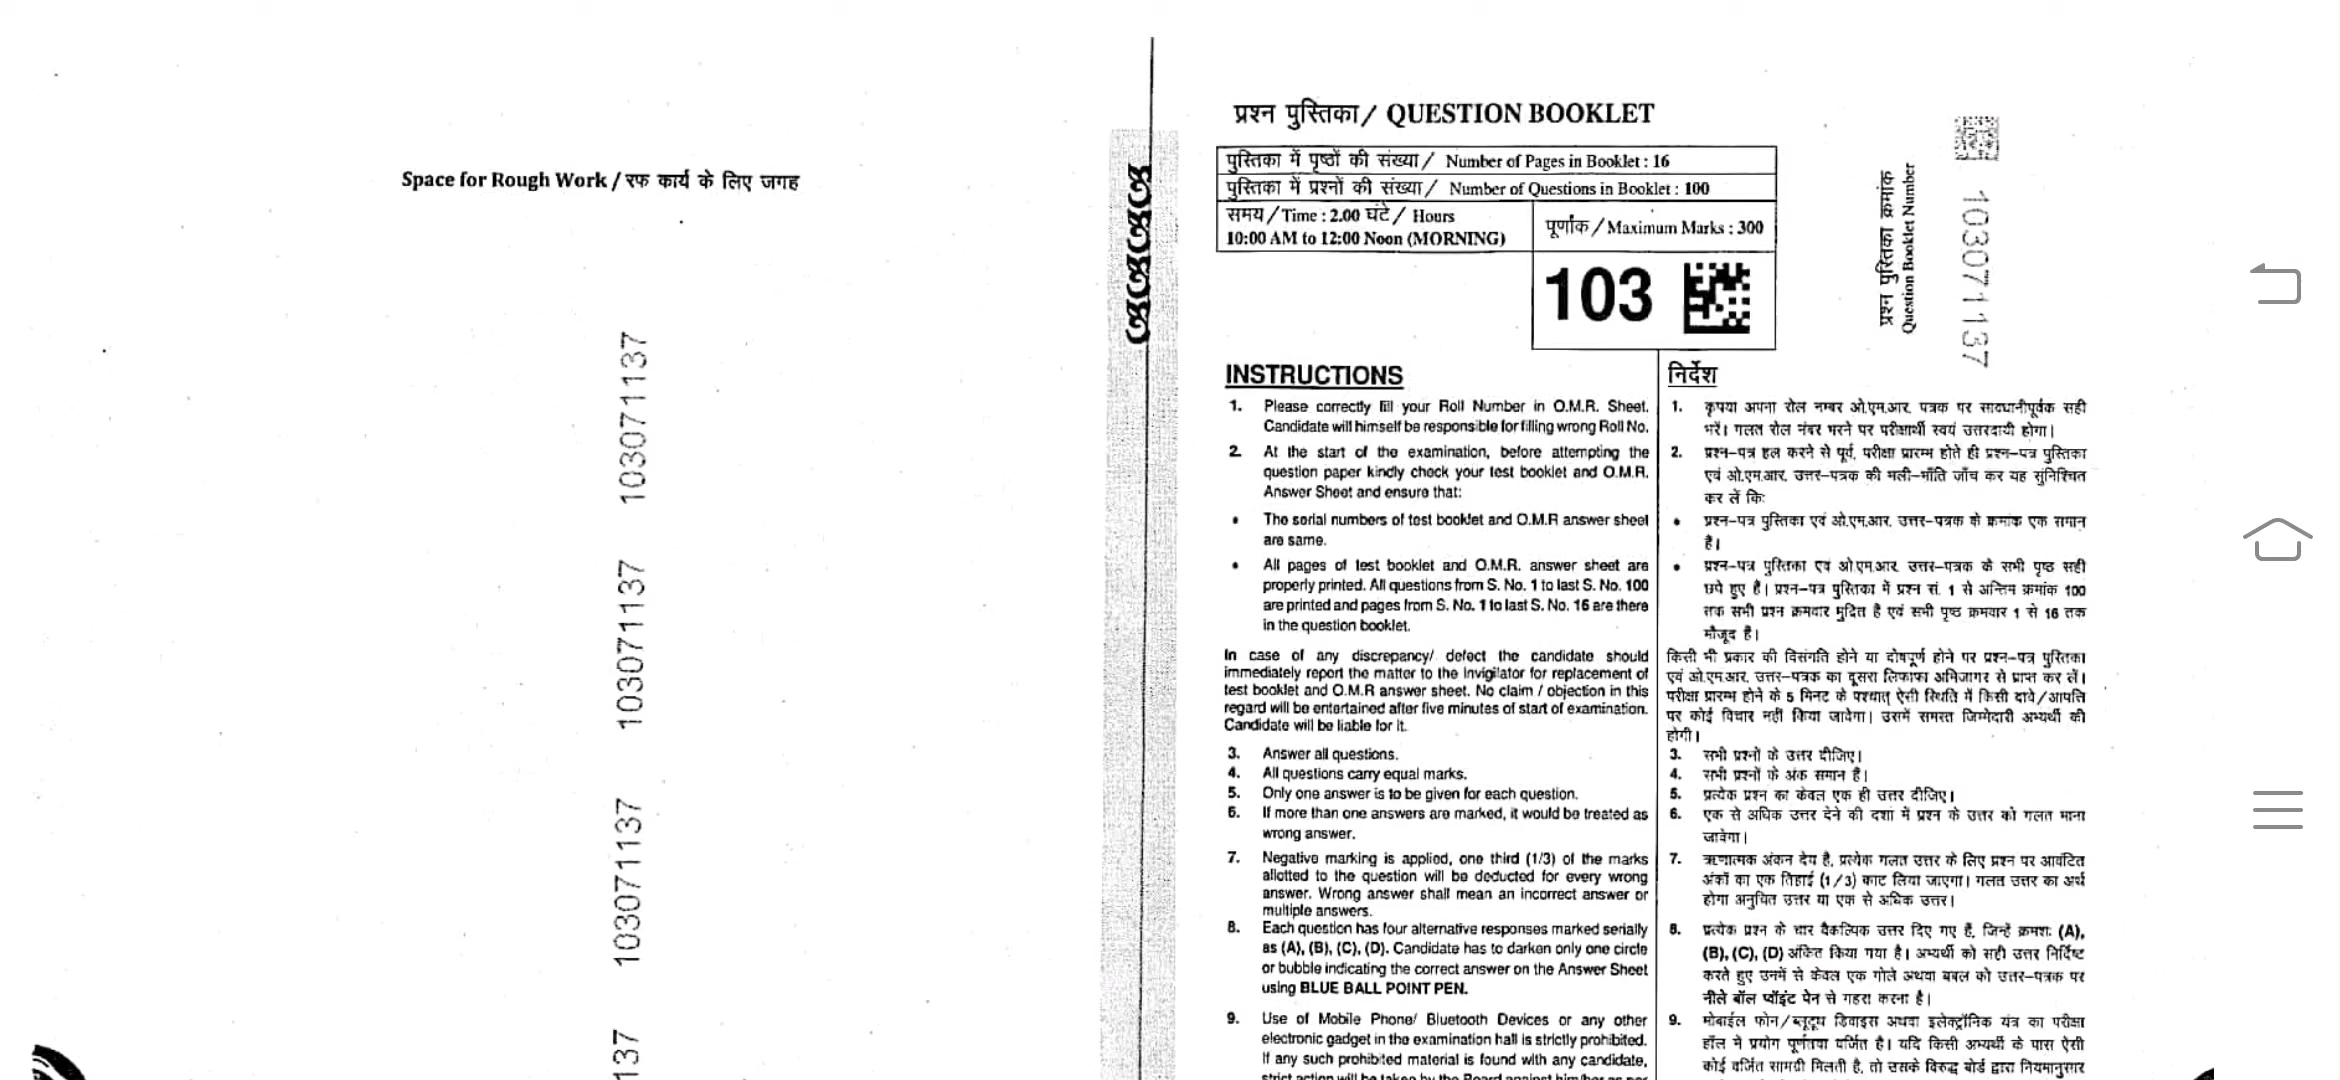 Space for Rough Work / रफ कार्य के लिए जगह
103071137
103071137
103071137
137
प्रश्न पुस्तिका / QUESTION BOOKLET
पुस्तिका में पृष्ठों की संख्या / Number of Pages in Booklet : 16
पुस्तिका में प्रश्नों की संख्या / Number of Questions in Booklet : 100
समय / Time : 2.00 घंटे / Hours
10:00 AM to 12:00 Noon (MORNING)
पूर्णांक / Maximum Marks : 300
103
प्रश्न पुस्तिका क्रमांक
Question Booklet Number
103071137
INSTRUCTIONS
1. Please correctly fill your Roll Number in O.M.R. Sheet.
Candidate will himself be responsible for filling wrong Roll No.
2. At the start of the examination, before attempting the
question paper kindly check your test booklet and O.M.R.
Answer Sheet and ensure that:
• The serial numbers of test booklet and O.M.R answer sheet
are same.
• All pages of test booklet and O.M.R. answer sheet are
properly printed. All questions from S. No. 1 to last S. No. 100
are printed and pages from S. No. 1 to last S. No. 16 are there
in the question booklet.
In case of any discrepancy/ defect the candidate should
immediately report the matter to the Invigilator for replacement of
test booklet and O.M.R answer sheet. No claim / objection in this
regard will be entertained after five minutes of start of examination.
Candidate will be liable for it.
3. Answer all questions.
4. All questions carry equal marks.
5. Only one answer is to be given for each question.
6. If more than one answers are marked, it would be treated as
wrong answer.
7. Negative marking is applied, one third (1/3) of the marks
allotted to the question will be deducted for every wrong
answer. Wrong answer shall mean an incorrect answer or
multiple answers.
8. Each question has four alternative responses marked serially
as (A), (B), (C), (D). Candidate has to darken only one circle
or bubble indicating the correct answer on the Answer Sheet
using BLUE BALL POINT PEN.
9. Use of Mobile Phone/ Bluetooth Devices or any other
electronic gadget in the examination hall is strictly prohibited.
If any such prohibited material is found with any candidate,
strict action will be taken by the Board against him/her as per
निर्देश
1. कृपया अपना रोल नम्बर ओ.एम.आर. पत्रक पर सावधानीपूर्वक सही
भरें। गलत रोल नंबर भरने पर परीक्षार्थी स्वयं उत्तरदायी होगा।
2. प्रश्न–पत्र हल करने से पूर्व, परीक्षा प्रारम्भ होते ही प्रश्न–पत्र पुस्तिका
एवं ओ.एम.आर. उत्तर–पत्रक की भली–भाँति जाँच कर यह सुनिश्चित
कर लें कि:
• प्रश्न–पत्र पुस्तिका एवं ओ.एम.आर. उत्तर–पत्रक के क्रमांक एक समान
है।
• प्रश्न–पत्र पुस्तिका एवं ओ.एम.आर. उत्तर–पत्रक के सभी पृष्ठ सही
छपे हुए है। प्रश्न–पत्र पुस्तिका में प्रश्न सं. 1 से अन्तिम क्रमांक 100
तक सभी प्रश्न क्रमवार मुद्रित है एवं सभी पृष्ठ क्रमवार 1 से 16 तक
मौजूद है।
किसी भी प्रकार की विसंगति होने या दोषपूर्ण होने पर प्रश्न–पत्र पुस्तिका
एवं ओ.एम.आर. उत्तर–पत्रक का दूसरा लिफाफा अभिजागर से प्राप्त कर लें।
परीक्षा प्रारम्भ होने के 5 मिनट के पश्चात् ऐसी स्थिति में किसी दावे/आपत्ति
पर कोई विचार नहीं किया जावेगा। उसमें समस्त जिम्मेदारी अभ्यर्थी की
होगी।
3. सभी प्रश्नों के उत्तर दीजिए।
4. सभी प्रश्नों के अंक समान है।
5. प्रत्येक प्रश्न का केवल एक ही उत्तर दीजिए।
6. एक से अधिक उत्तर देने की दशा में प्रश्न के उत्तर को गलत माना
जावेगा।
7. ऋणात्मक अंकन देय है, प्रत्येक गलत उत्तर के लिए प्रश्न पर आवंटित
अंकों का एक तिहाई (1/3) काट लिया जाएगा। गलत उत्तर का अर्थ
होगा अनुचित उत्तर या एक से अधिक उत्तर।
8. प्रत्येक प्रश्न के चार वैकल्पिक उत्तर दिए गए हैं, जिन्हें क्रमशः (A),
(B), (C), (D) अंकित किया गया है। अभ्यर्थी को सही उत्तर निर्दिष्ट
करते हुए उनमें से केवल एक गोले अथवा बबल को उत्तर–पत्रक पर
नीले बॉल प्वॉइंट पेन से गहरा करना है।
9. मोबाईल फोन/ब्लूटूथ डिवाइस अथवा इलेक्ट्रॉनिक यंत्र का परीक्षा
हॉल में प्रयोग पूर्णतया वर्जित है। यदि किसी अभ्यर्थी के पास ऐसी
कोई वर्जित सामग्री मिलती है, तो उसके विरुद्ध बोर्ड द्वारा नियमानुसार